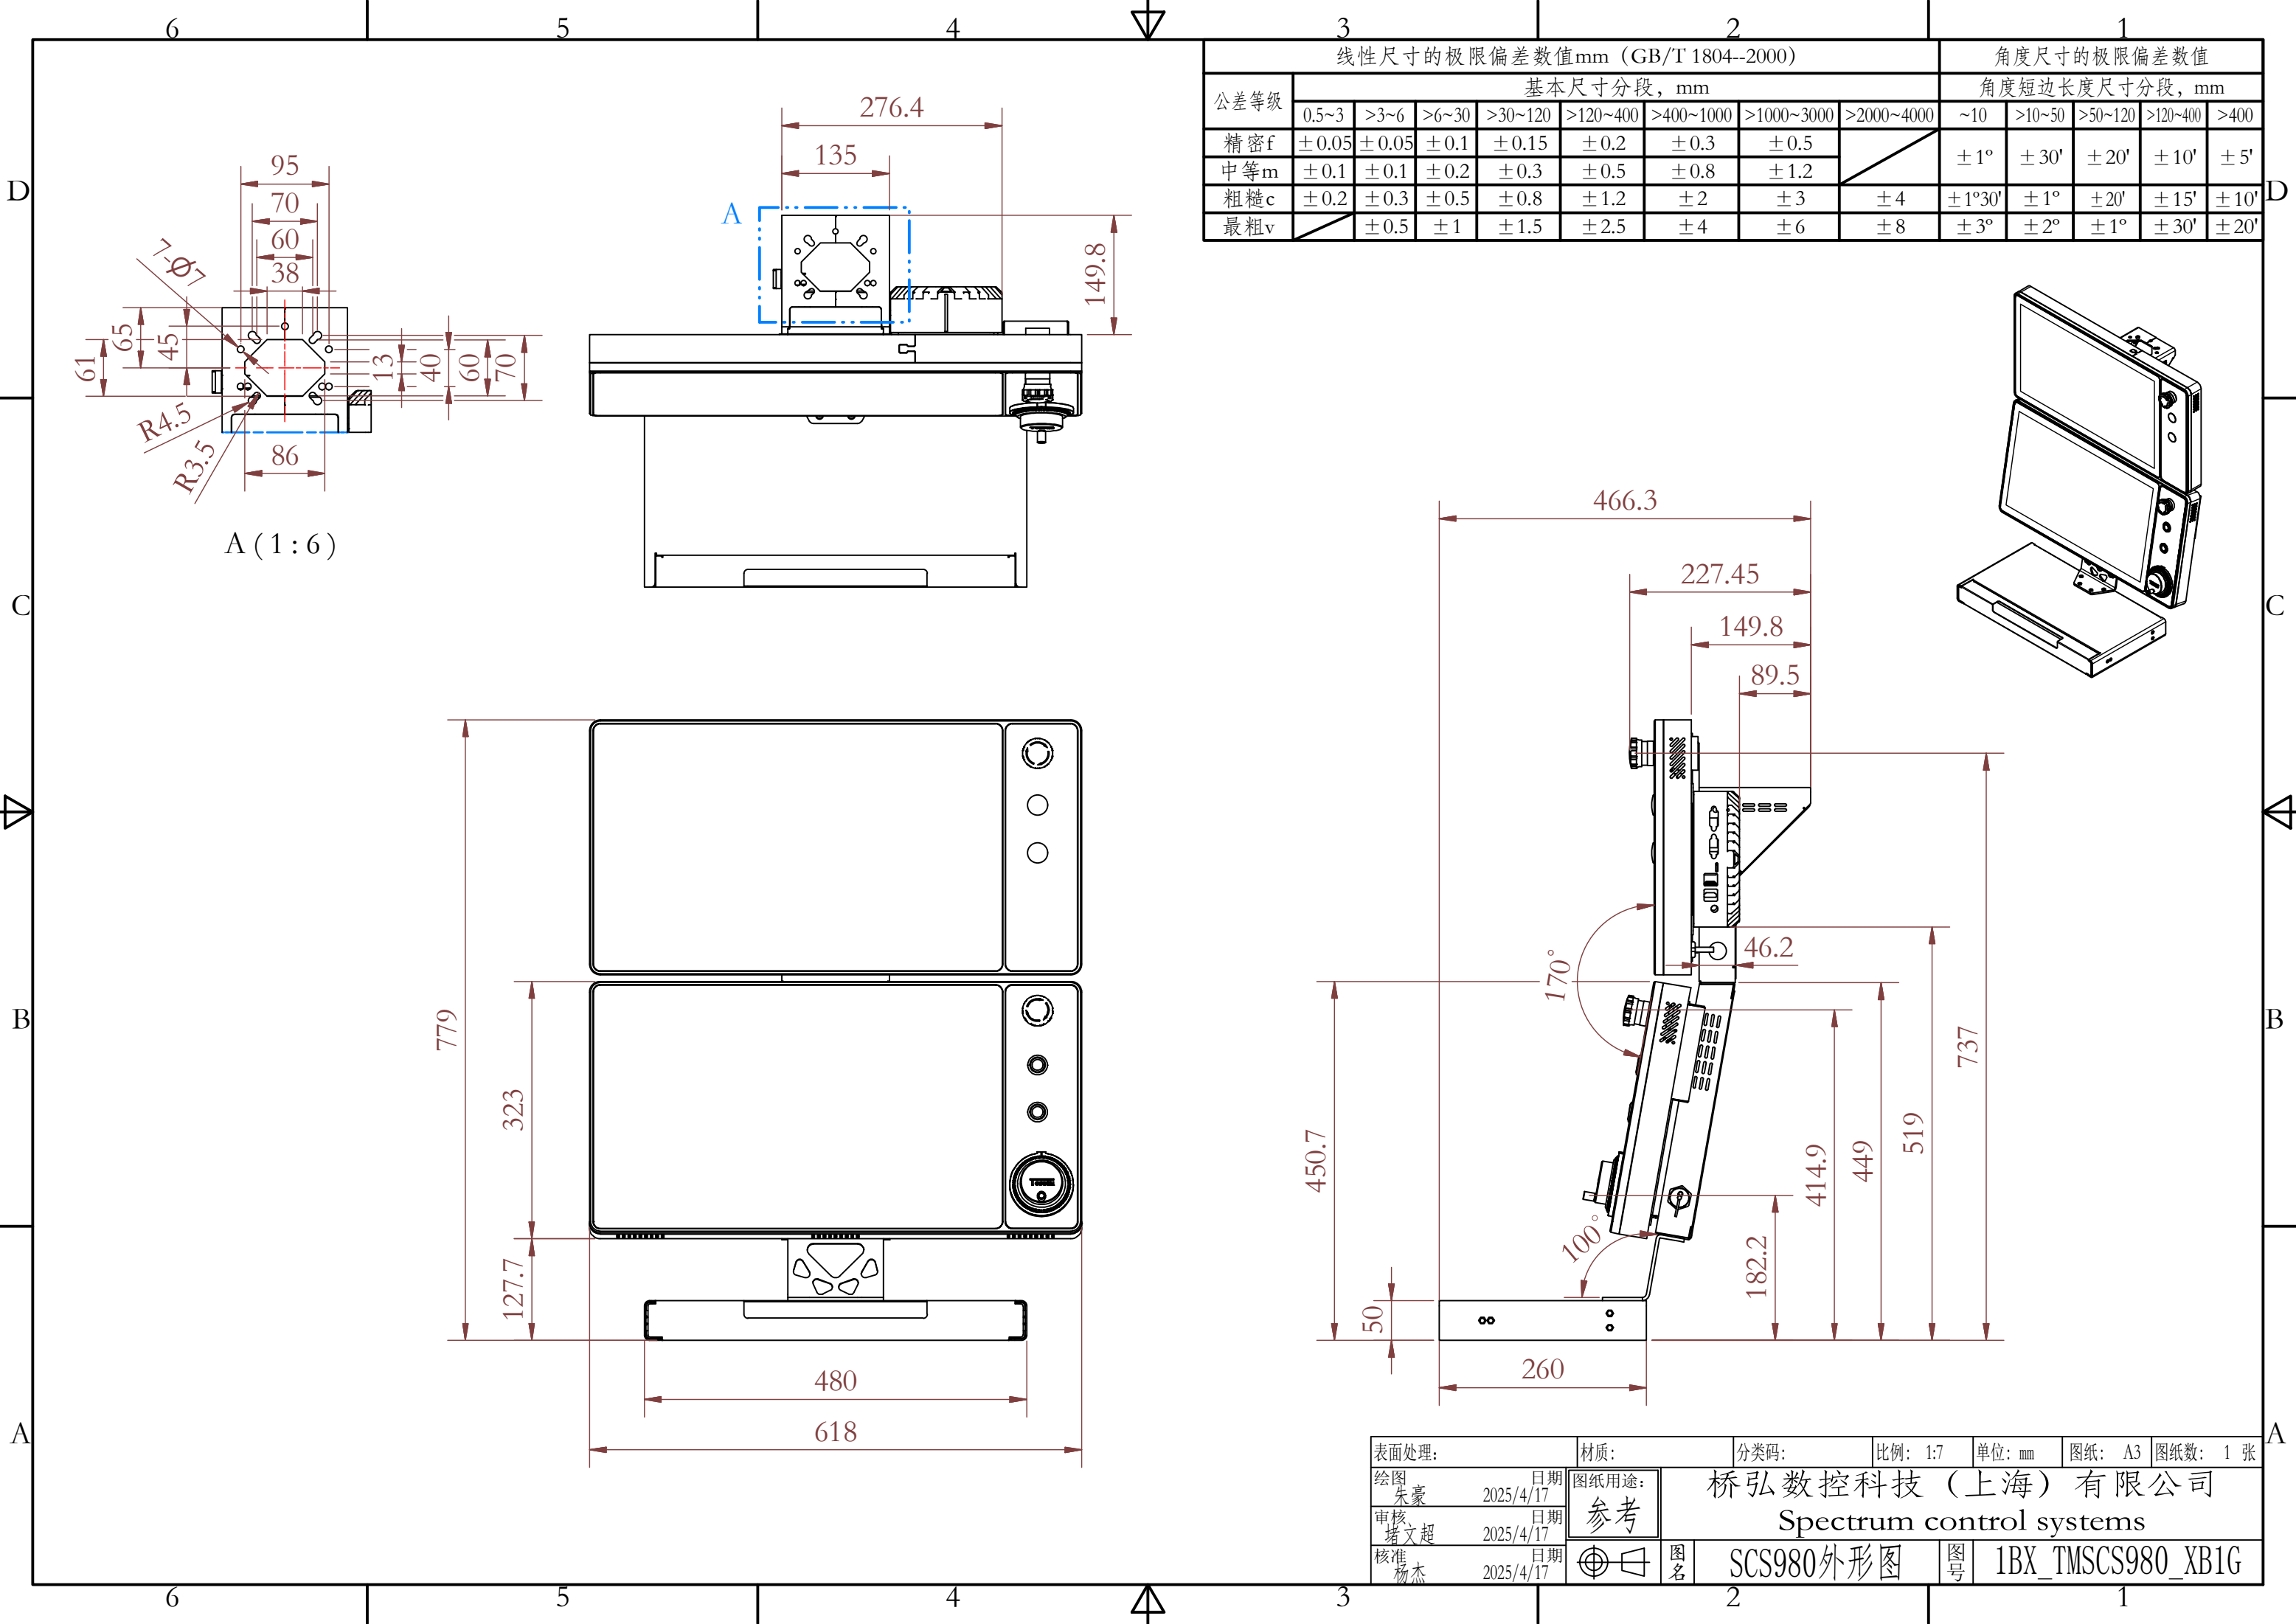 6 5 4 3 2 1
D
C
B
A
D
C
B
A
线性尺寸的极限偏差数值mm（GB/T 1804--2000） 角度尺寸的极限偏差数值
公差等级 基本尺寸分段，mm 角度短边长度尺寸分段，mm
0.5~3 >3~6 >6~30 >30~120 >120~400 >400~1000 >1000~3000 >2000~4000 ~10 >10~50 >50~120 >120~400 >400
精密f ±0.05 ±0.05 ±0.1 ±0.15 ±0.2 ±0.3 ±0.5
±1° ±30' ±20' ±10' ±5'
中等m ±0.1 ±0.1 ±0.2 ±0.3 ±0.5 ±0.8 ±1.2
粗糙c ±0.2 ±0.3 ±0.5 ±0.8 ±1.2 ±2 ±3 ±4 ±1°30' ±1° ±20' ±15' ±10'
最粗v ±0.5 ±1 ±1.5 ±2.5 ±4 ±6 ±8 ±3° ±2° ±1° ±30' ±20'
95
70
60
38
7-Ø7
65
45
61
13
40
60
70
R4.5
R3.5
86
A(1:6)
276.4
135
A
149.8
466.3
227.45
149.8
89.5
46.2
170°
100°
450.7
50
260
182.2
414.9
449
519
737
779
323
127.7
480
618
表面处理: 材质: 分类码: 比例: 1:7 单位: mm 图纸: A3 图纸数: 1 张
绘图 日期
朱豪 2025/4/17
审核 日期
堵文超 2025/4/17
核准 日期
杨杰 2025/4/17
图纸用途:
参考
桥弘数控科技（上海）有限公司
Spectrum control systems
图名 SCS980外形图 图号 1BX_TMSCS980_XB1G
6 5 4 3 2 1